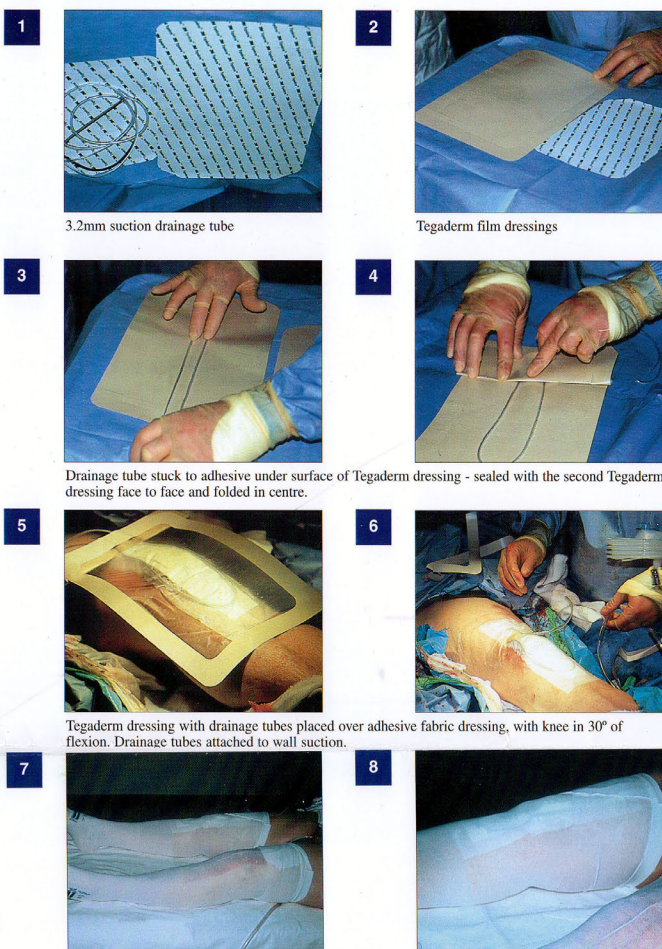 1
2
3.2mm suction drainage tube
Tegaderm film dressings
3
4
Drainage tube stuck to adhesive under surface of Tegaderm dressing - sealed with the second Tegaderm
dressing face to face and folded in centre.
5
6
Tegaderm dressing with drainage tubes placed over adhesive fabric dressing, with knee in 30º of
flexion. Drainage tubes attached to wall suction.
7
8